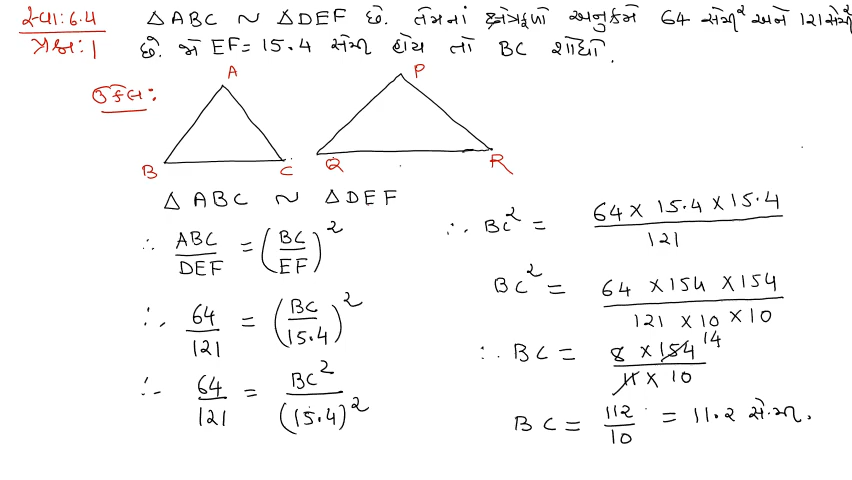 સ્વા:6.4 △ABC ~ △DEF છે. તેમનાં ક્ષેત્રફળો અનુક્રમે 64 સેમી² અને 121 સેમી²
પ્રશ્ન:1 છે. જો EF=15.4 સેમી હોય તો BC શોધો.
ઉકેલ:
A
B C
P
Q R
△ ABC ~ △DEF
∴ ABC/DEF = (BC/EF)²
∴ 64/121 = (BC/15.4)²
∴ 64/121 = BC²/(15.4)²
∴ BC² = 64 × 15.4 × 15.4/121
BC² = 64 × 154 × 154/121 × 10 × 10
∴ BC = 8 × 154 14/11 × 10
BC = 112/10 = 11.2 સે.મી.